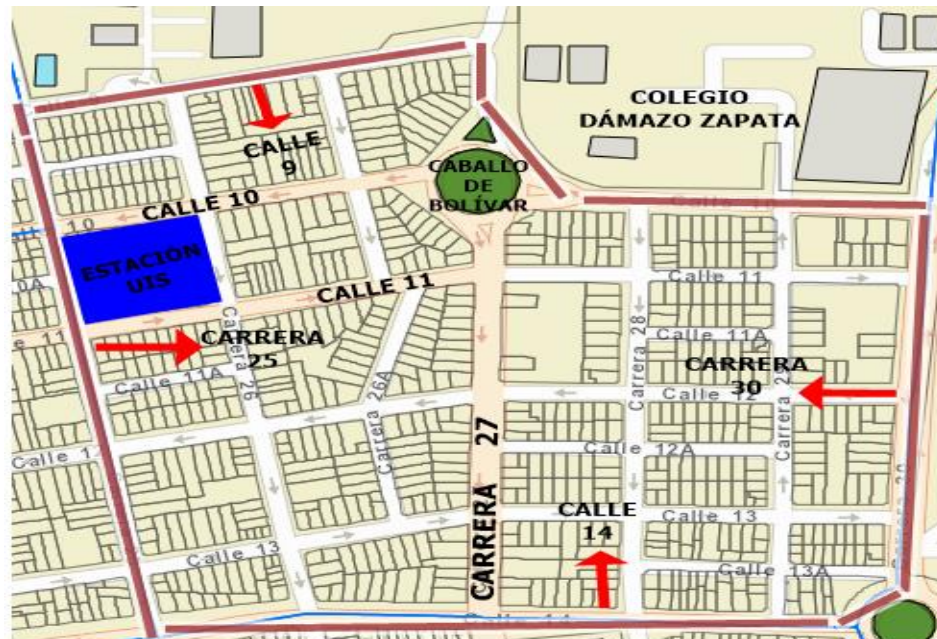 COLEGIO
DÁMAZO ZAPATA
CALLE
9
CABALLO
DE
BOLÍVAR
CALLE 10
10
ESTACIÓN
UIS
CALLE 11
Calle 11
CARRERA
25
Calle 11A
Carrera 26
Carrera 26A
Carrera 28
Calle 11A
CARRERA
30
Calle 12
Calle 12A
CARRERA 27
CALLE
14
Calle 13
Calle 13
Calle 13A